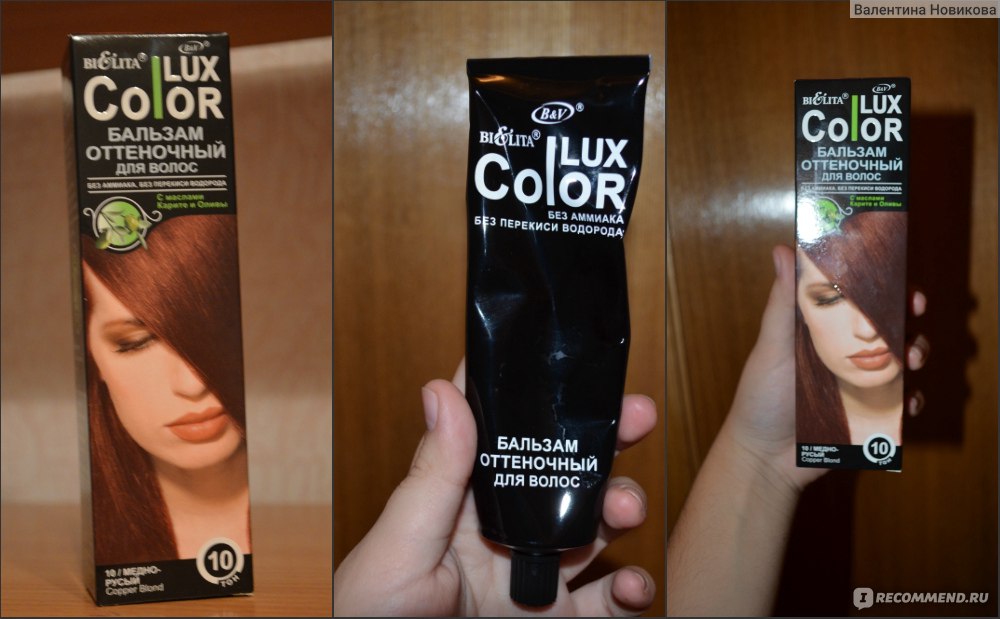 Валентина Новикова
B&V
BIELITA®
LUX
COLOR
БАЛЬЗАМ
ОТТЕНОЧНЫЙ
ДЛЯ ВОЛОС
БЕЗ АММИАКА, БЕЗ ПЕРЕКИСИ ВОДОРОДА
С маслами
Карите и Оливы
10 / МЕДНО-
РУСЫЙ
Copper Blond
10
ТОН
B&V®
BIELITA®
LUX
COLOR
БЕЗ АММИАКА
БЕЗ ПЕРЕКИСИ ВОДОРОДА
БАЛЬЗАМ
ОТТЕНОЧНЫЙ
ДЛЯ ВОЛОС
B&V
BIELITA®
LUX
COLOR
БАЛЬЗАМ
ОТТЕНОЧНЫЙ
ДЛЯ ВОЛОС
БЕЗ АММИАКА, БЕЗ ПЕРЕКИСИ ВОДОРОДА
С маслами
Карите и Оливы
10 / МЕДНО-
РУСЫЙ
Copper Blond
10
ТОН
IRECOMMEND.RU